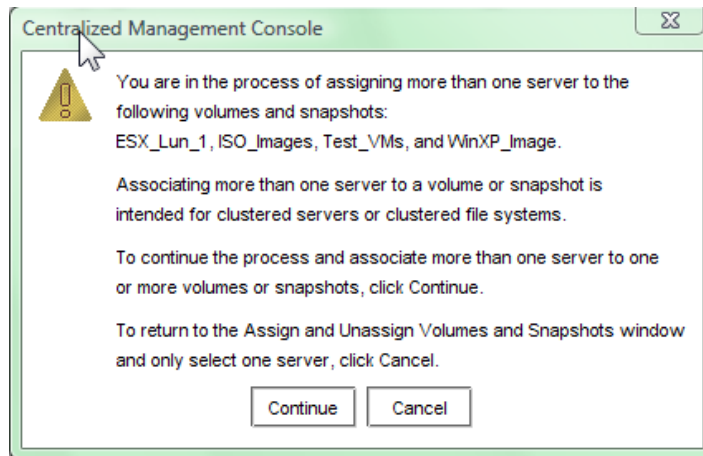 Centralized Management Console
You are in the process of assigning more than one server to the
following volumes and snapshots:
ESX_Lun_1, ISO_Images, Test_VMs, and WinXP_Image.
Associating more than one server to a volume or snapshot is
intended for clustered servers or clustered file systems.
To continue the process and associate more than one server to one
or more volumes or snapshots, click Continue.
To return to the Assign and Unassign Volumes and Snapshots window
and only select one server, click Cancel.
Continue Cancel